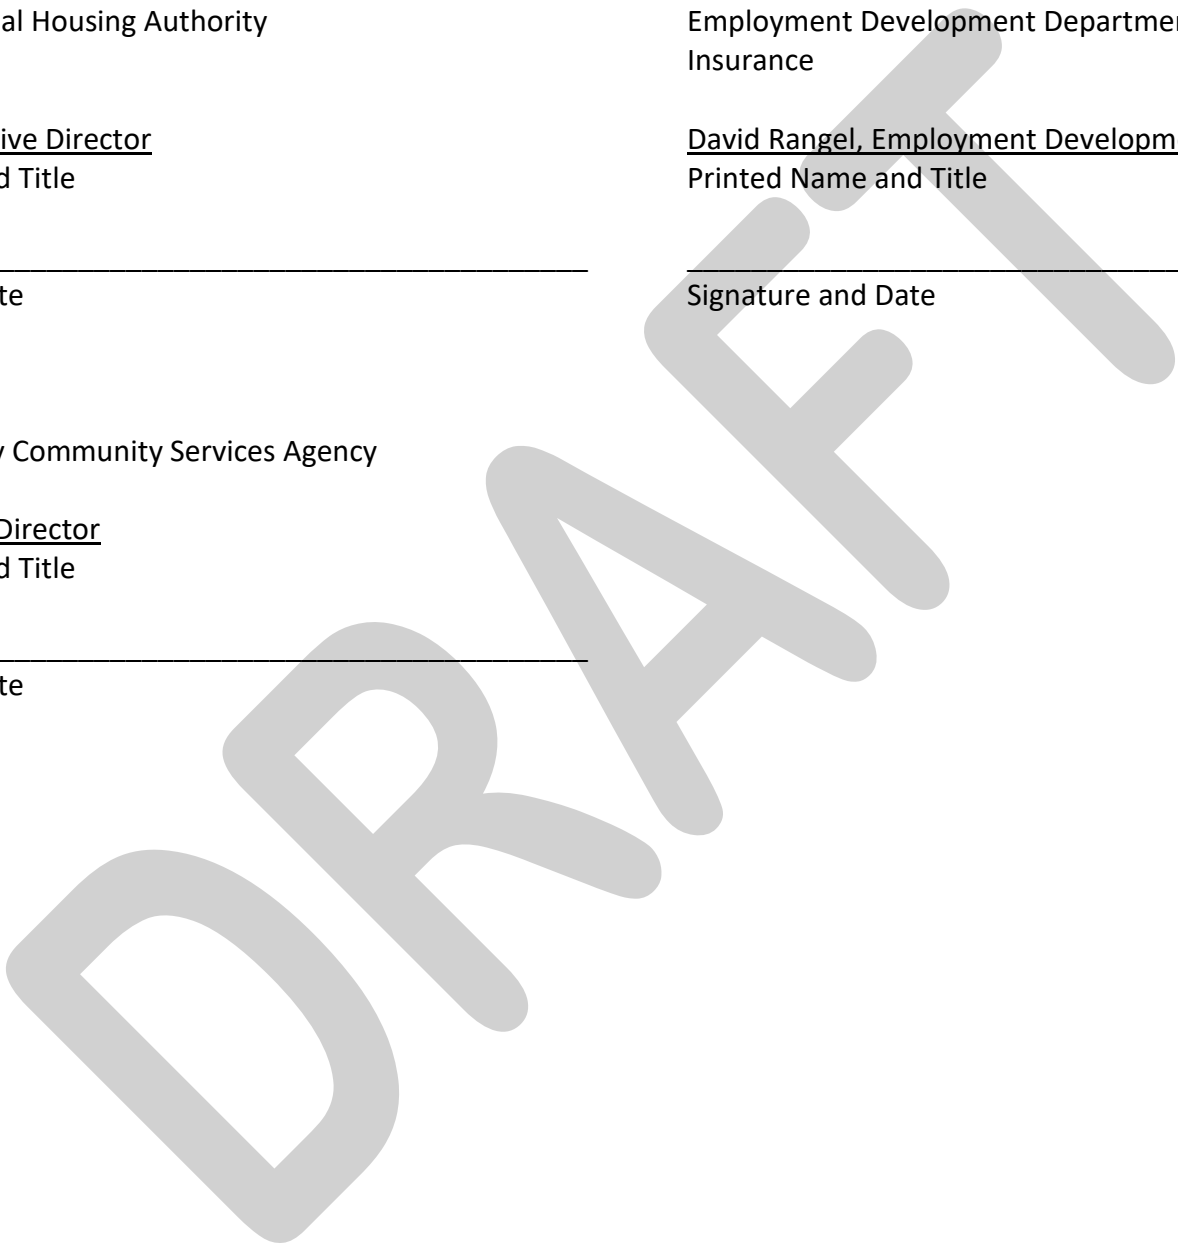 al Housing Authority
ive Director
d Title
te
Employment Development Departmen
Insurance
David Rangel, Employment Developm
Printed Name and Title
Signature and Date
y Community Services Agency
Director
d Title
te
DRAFT